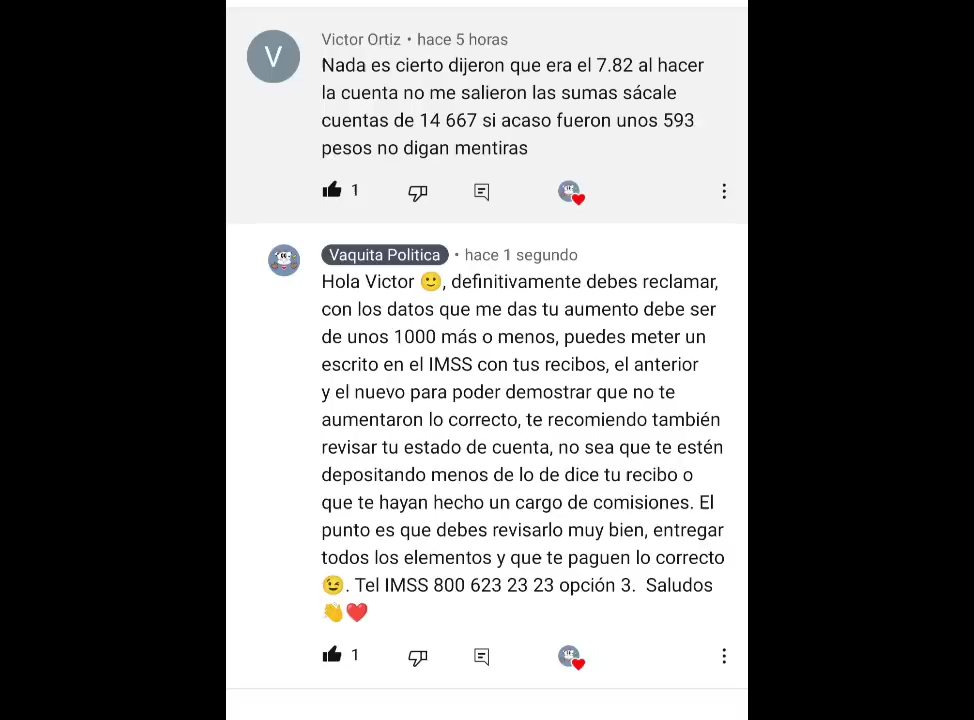 V
Victor Ortiz • hace 5 horas
Nada es cierto dijeron que era el 7.82 al hacer
la cuenta no me salieron las sumas sácale
cuentas de 14 667 si acaso fueron unos 593
pesos no digan mentiras
1
Vaquita Politica • hace 1 segundo
Hola Victor 🙂, definitivamente debes reclamar,
con los datos que me das tu aumento debe ser
de unos 1000 más o menos, puedes meter un
escrito en el IMSS con tus recibos, el anterior
y el nuevo para poder demostrar que no te
aumentaron lo correcto, te recomiendo también
revisar tu estado de cuenta, no sea que te estén
depositando menos de lo de dice tu recibo o
que te hayan hecho un cargo de comisiones. El
punto es que debes revisarlo muy bien, entregar
todos los elementos y que te paguen lo correcto
😉. Tel IMSS 800 623 23 23 opción 3. Saludos
👏❤️
1